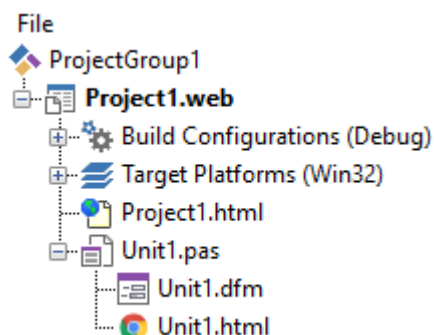 File
ProjectGroup1
Project1.web
Build Configurations (Debug)
Target Platforms (Win32)
Project1.html
Unit1.pas
Unit1.dfm
Unit1.html